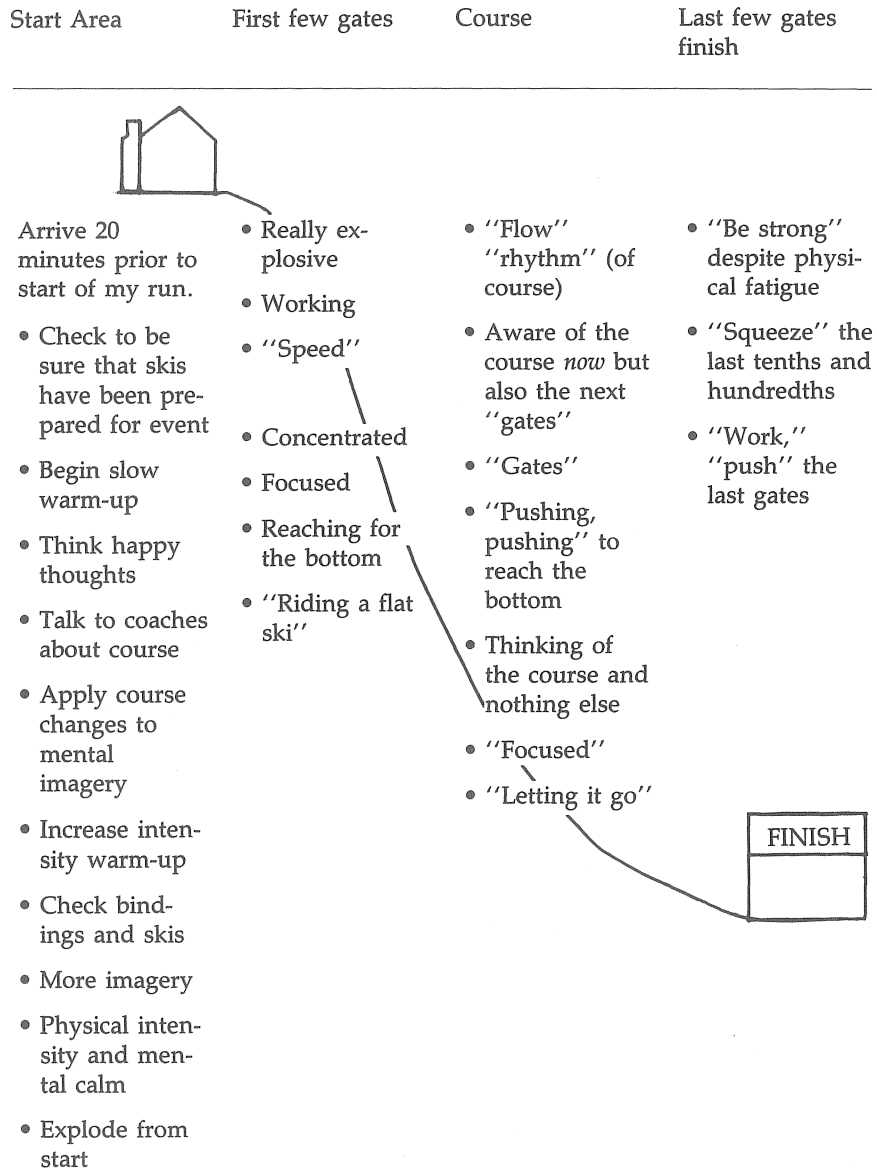 Start Area
First few gates
Course
Last few gates
finish
Arrive 20
minutes prior to
start of my run.
• Check to be
sure that skis
have been pre-
pared for event
• Begin slow
warm-up
• Think happy
thoughts
• Talk to coaches
about course
• Apply course
changes to
mental
imagery
• Increase inten-
sity warm-up
• Check bind-
ings and skis
• More imagery
• Physical inten-
sity and men-
tal calm
• Explode from
start
• Really ex-
plosive
• Working
• ''Speed''
• Concentrated
• Focused
• Reaching for
the bottom
• ''Riding a flat
ski''
• ''Flow''
''rhythm'' (of
course)
• Aware of the
course now but
also the next
''gates''
• ''Gates''
• ''Pushing,
pushing'' to
reach the
bottom
• Thinking of
the course and
nothing else
• ''Focused''
• ''Letting it go''
• ''Be strong''
despite physi-
cal fatigue
• ''Squeeze'' the
last tenths and
hundredths
• ''Work,''
''push'' the
last gates
FINISH